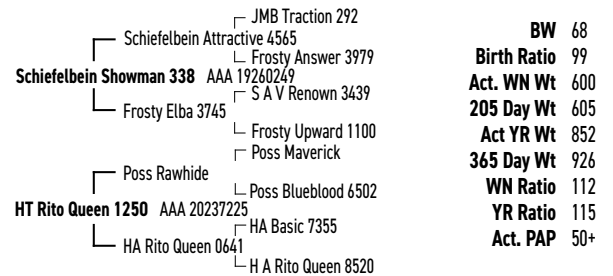 JMB Traction 292
Schiefelbein Attractive 4565
Frosty Answer 3979
Schiefelbein Showman 338 AAA 19260249
S A V Renown 3439
Frosty Elba 3745
Frosty Upward 1100
Poss Maverick
Poss Rawhide
Poss Blueblood 6502
HT Rito Queen 1250 AAA 20237225
HA Basic 7355
HA Rito Queen 0641
H A Rito Queen 8520
BW 68
Birth Ratio 99
Act. WN Wt 600
205 Day Wt 605
Act YR Wt 852
365 Day Wt 926
WN Ratio 112
YR Ratio 115
Act. PAP 50+